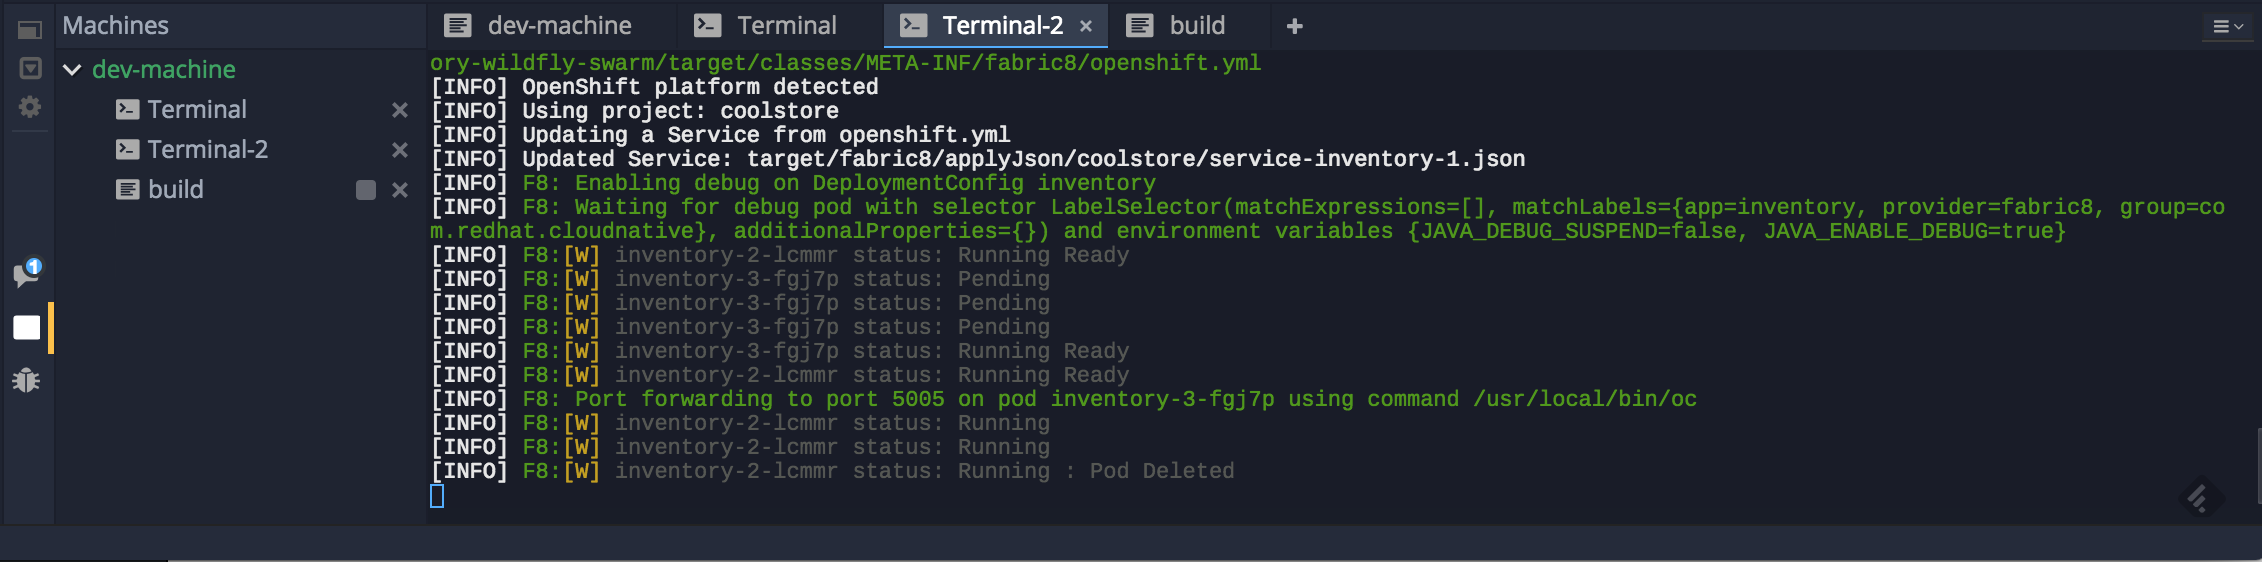 Machines
dev-machine
Terminal
Terminal-2
build
1
dev-machine
Terminal
Terminal-2 ×
build
+
ory-wildfly-swarm/target/classes/META-INF/fabric8/openshift.yml
[INFO] OpenShift platform detected
[INFO] Using project: coolstore
[INFO] Updating a Service from openshift.yml
[INFO] Updated Service: target/fabric8/applyJson/coolstore/service-inventory-1.json
[INFO] F8: Enabling debug on DeploymentConfig inventory
[INFO] F8: Waiting for debug pod with selector LabelSelector(matchExpressions=[], matchLabels={app=inventory, provider=fabric8, group=co
m.redhat.cloudnative}, additionalProperties={}) and environment variables {JAVA_DEBUG_SUSPEND=false, JAVA_ENABLE_DEBUG=true}
[INFO] F8:[W] inventory-2-lcmmr status: Running Ready
[INFO] F8:[W] inventory-3-fgj7p status: Pending
[INFO] F8:[W] inventory-3-fgj7p status: Pending
[INFO] F8:[W] inventory-3-fgj7p status: Pending
[INFO] F8:[W] inventory-3-fgj7p status: Running Ready
[INFO] F8:[W] inventory-2-lcmmr status: Running Ready
[INFO] F8: Port forwarding to port 5005 on pod inventory-3-fgj7p using command /usr/local/bin/oc
[INFO] F8:[W] inventory-2-lcmmr status: Running
[INFO] F8:[W] inventory-2-lcmmr status: Running
[INFO] F8:[W] inventory-2-lcmmr status: Running : Pod Deleted